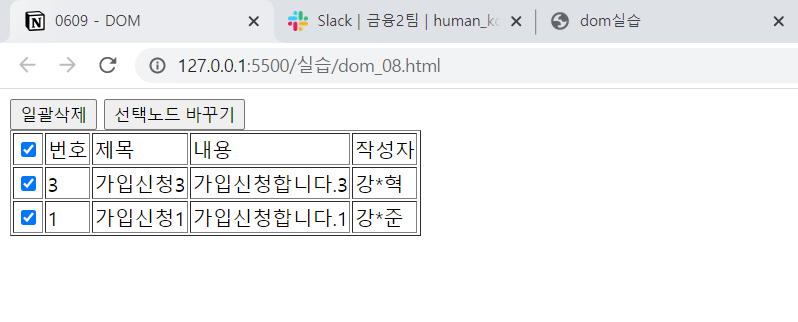 0609 - DOM
Slack | 금융2팀 | human_ko
dom실습
127.0.0.1:5500/실습/dom_08.html
일괄삭제 선택노드 바꾸기
번호 제목 내용 작성자
3 가입신청3 가입신청합니다.3 강*혁
1 가입신청1 가입신청합니다.1 강*준